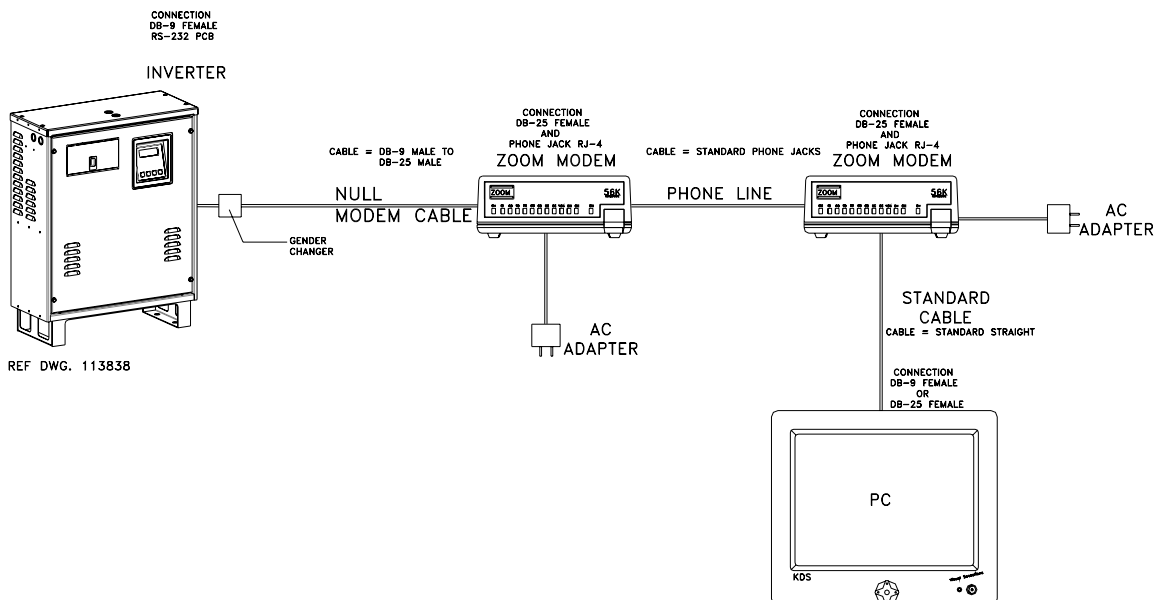 CONNECTION
DB-9 FEMALE
RS-232 PCB
INVERTER
CONNECTION
DB-25 FEMALE
AND
PHONE JACK RJ-4
ZOOM MODEM
CONNECTION
DB-25 FEMALE
AND
PHONE JACK RJ-4
ZOOM MODEM
CABLE = DB-9 MALE TO
DB-25 MALE
CABLE = STANDARD PHONE JACKS
NULL
MODEM CABLE
ZOOM
56K
PHONE LINE
ZOOM
56K
AC
ADAPTER
GENDER
CHANGER
AC
ADAPTER
STANDARD
CABLE
CABLE = STANDARD STRAIGHT
REF DWG. 113838
CONNECTION
DB-9 FEMALE
OR
DB-25 FEMALE
PC
KDS